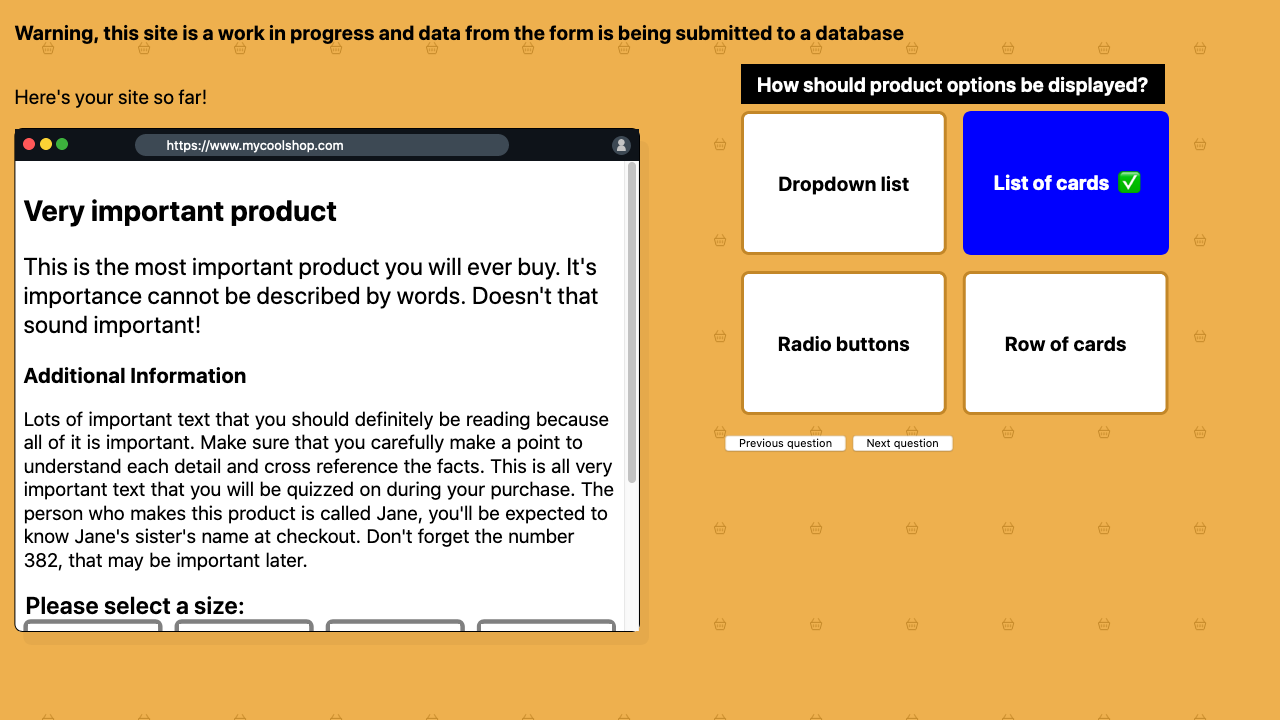 Warning, this site is a work in progress and data from the form is being submitted to a database
Here's your site so far!
https://www.mycoolshop.com
Very important product
This is the most important product you will ever buy. It's
importance cannot be described by words. Doesn't that
sound important!
Additional Information
Lots of important text that you should definitely be reading because
all of it is important. Make sure that you carefully make a point to
understand each detail and cross reference the facts. This is all very
important text that you will be quizzed on during your purchase. The
person who makes this product is called Jane, you'll be expected to
know Jane's sister's name at checkout. Don't forget the number
382, that may be important later.
Please select a size:
How should product options be displayed?
Dropdown list
List of cards ✅
Radio buttons
Row of cards
Previous question
Next question